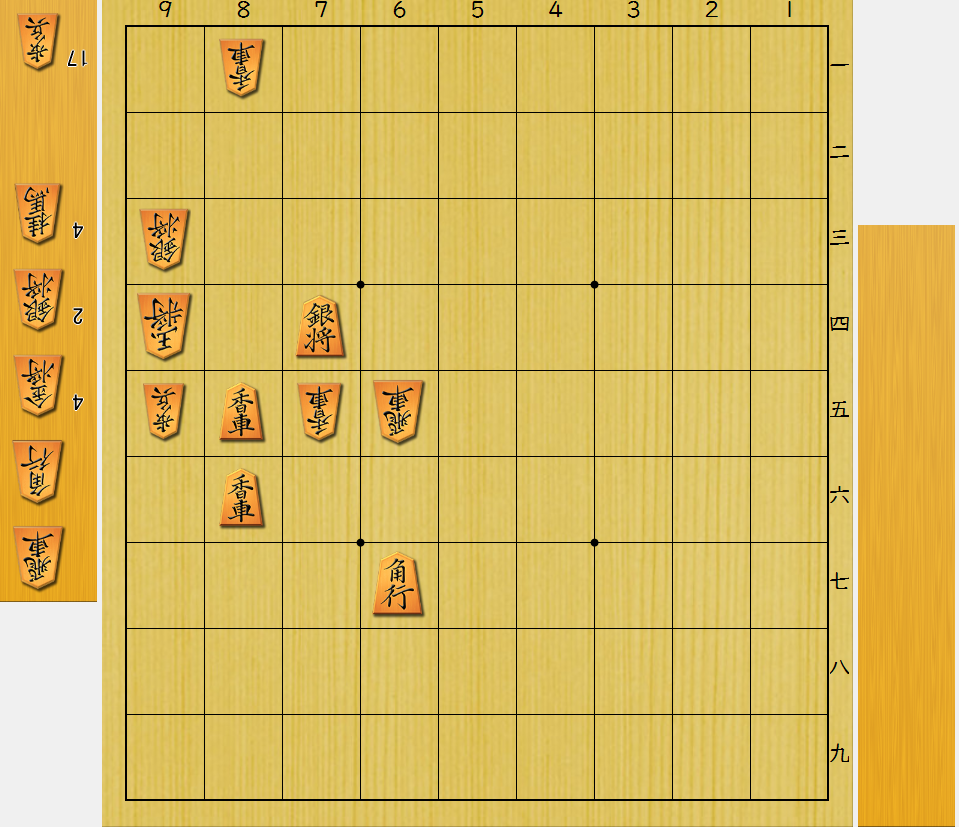 9 8 7 6 5 4 3 2 1
歩兵 17
桂馬 4
銀将 2
金将 4
角行
飛車
香車 一
二
銀将 三
玉将 銀将 四
歩兵 香車 香車 飛車 五
香車 六
角行 七
八
九